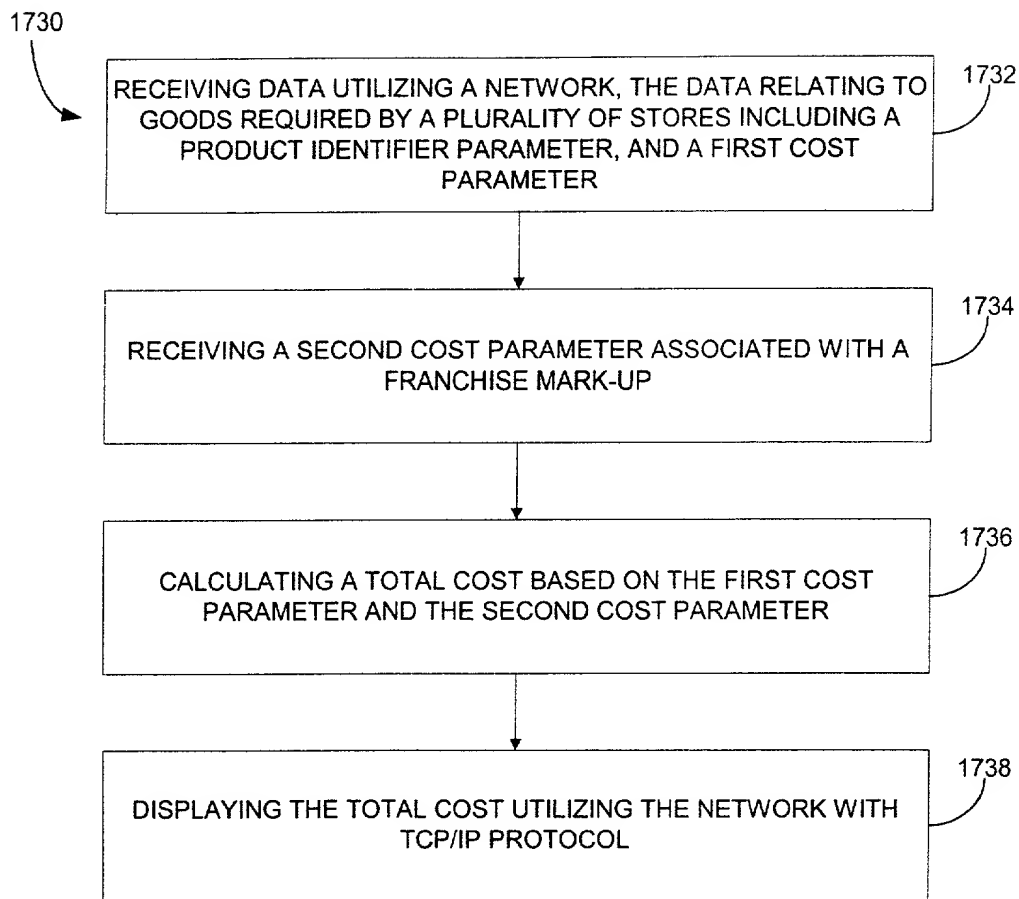 1730
RECEIVING DATA UTILIZING A NETWORK, THE DATA RELATING TO
GOODS REQUIRED BY A PLURALITY OF STORES INCLUDING A
PRODUCT IDENTIFIER PARAMETER, AND A FIRST COST
PARAMETER
1732
RECEIVING A SECOND COST PARAMETER ASSOCIATED WITH A
FRANCHISE MARK-UP
1734
CALCULATING A TOTAL COST BASED ON THE FIRST COST
PARAMETER AND THE SECOND COST PARAMETER
1736
DISPLAYING THE TOTAL COST UTILIZING THE NETWORK WITH
TCP/IP PROTOCOL
1738